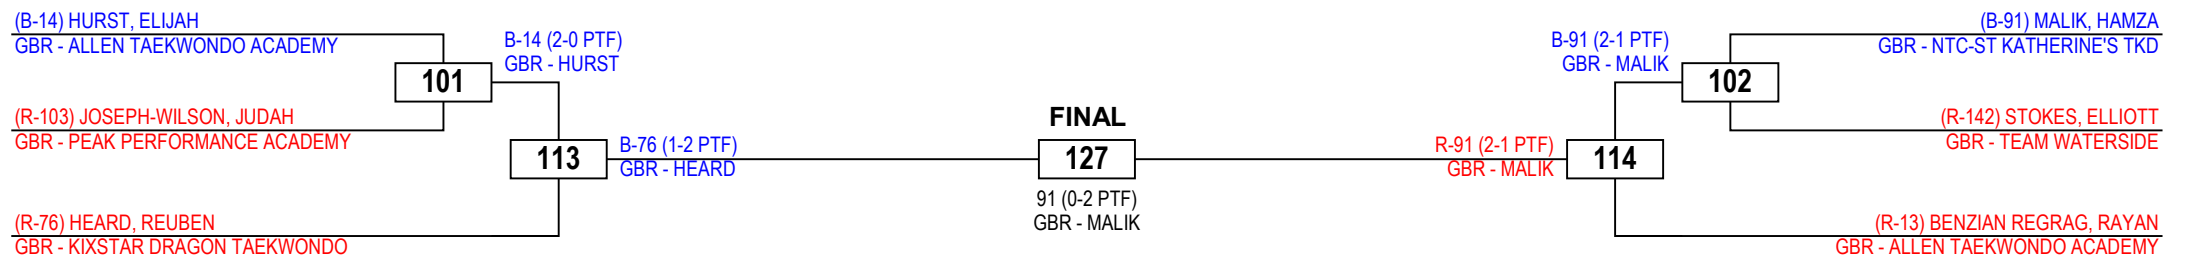 (B-14) HURST, ELIJAH
GBR - ALLEN TAEKWONDO ACADEMY
B-14 (2-0 PTF)
GBR - HURST
101
(R-103) JOSEPH-WILSON, JUDAH
GBR - PEAK PERFORMANCE ACADEMY
113
B-76 (1-2 PTF)
GBR - HEARD
(R-76) HEARD, REUBEN
GBR - KIXSTAR DRAGON TAEKWONDO
FINAL
127
91 (0-2 PTF)
GBR - MALIK
(B-91) MALIK, HAMZA
GBR - NTC-ST KATHERINE'S TKD
B-91 (2-1 PTF)
GBR - MALIK
102
(R-142) STOKES, ELLIOTT
GBR - TEAM WATERSIDE
R-91 (2-1 PTF)
GBR - MALIK
114
(R-13) BENZIAN REGRAG, RAYAN
GBR - ALLEN TAEKWONDO ACADEMY